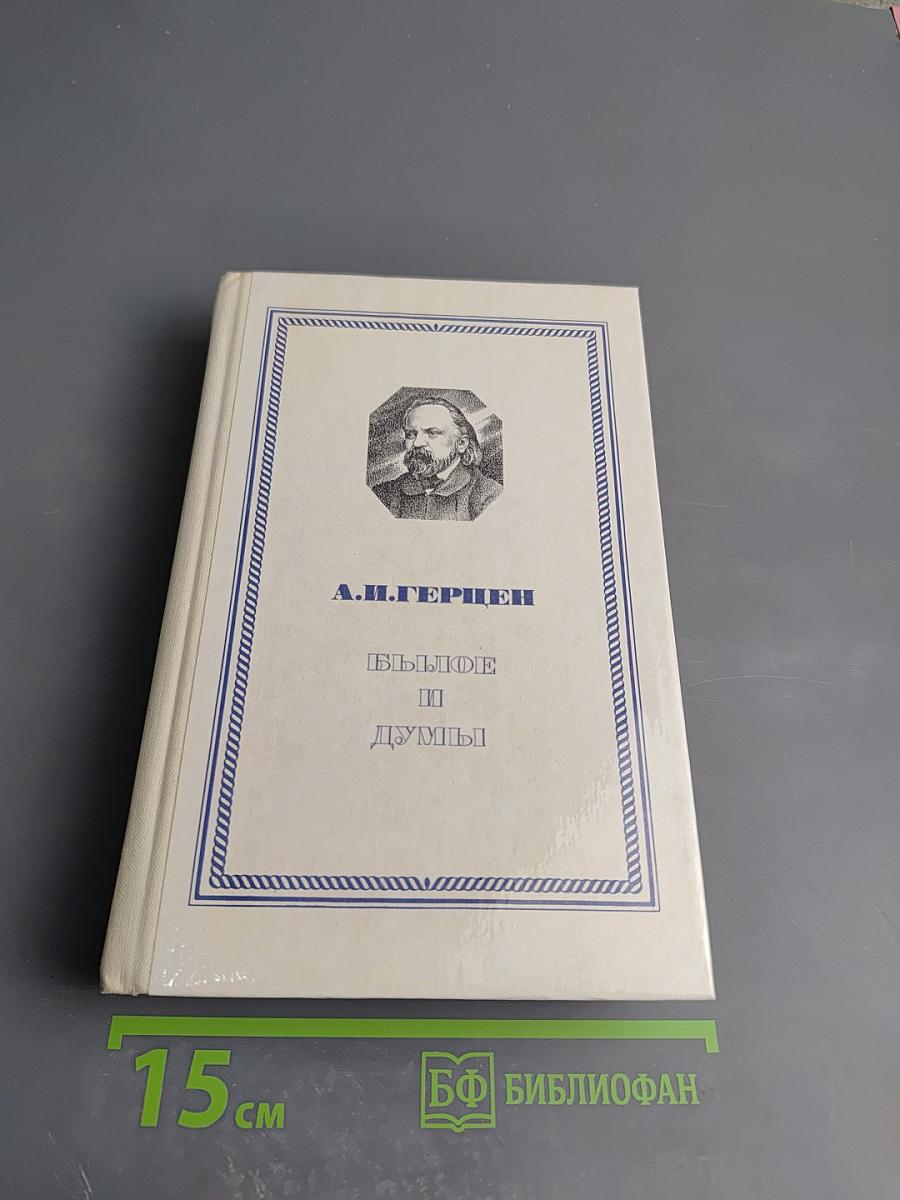 А.И.ГЕРЦЕН
БЫЛОЕ
И
ДУМЫ
15 см
БФ БИБЛИОФАН